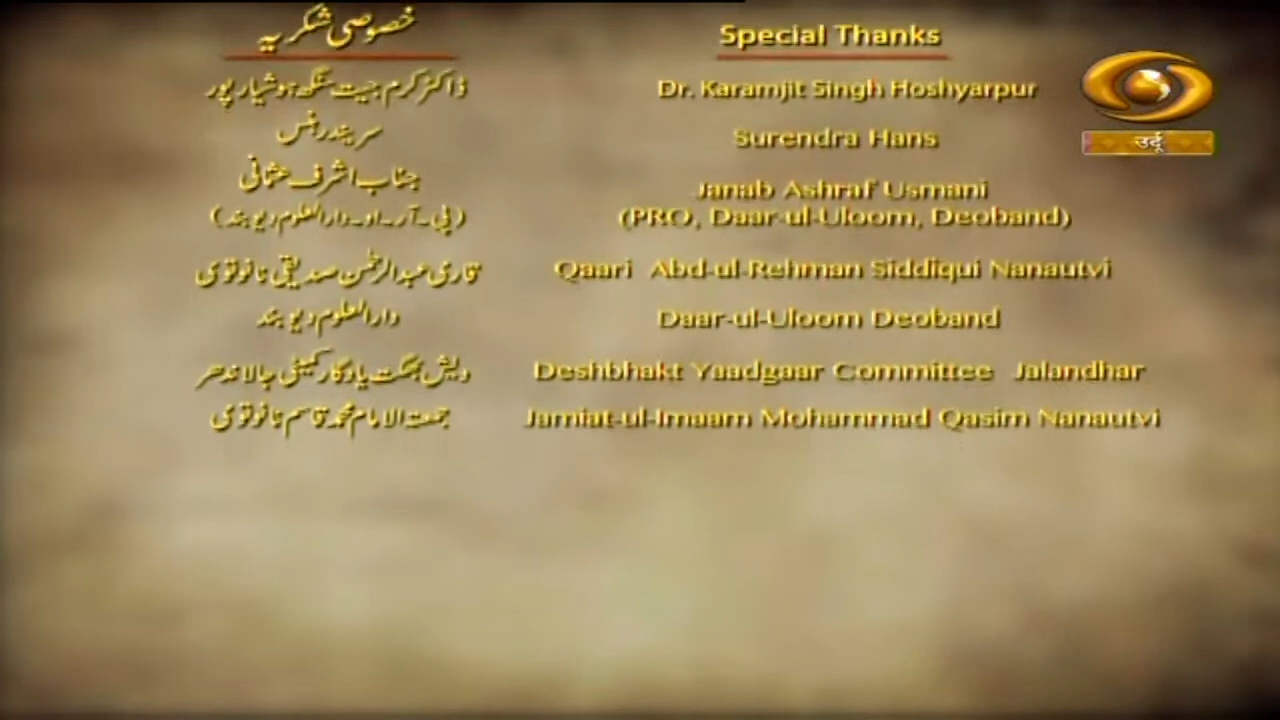 خصوصی شکریہ
Special Thanks
ڈاکٹر کرم جیت سنگھ ہوشیار پور
Dr. Karamjit Singh Hoshyarpur
سریندر ہنس
Surendra Hans
جناب اشرف عثمانی
Janab Ashraf Usmani
(پی۔آر۔او۔دارالعلوم دیوبند)
(PRO, Daar-ul-Uloom, Deoband)
قاری عبدالرحمٰن صدیقی نانوتوی
Qaari Abd-ul-Rehman Siddiqui Nanautvi
دارالعلوم دیوبند
Daar-ul-Uloom Deoband
دیش بھگت یادگار کمیٹی جالاندھر
Deshbhakt Yaadgaar Committee Jalandhar
جمعتہ الامام محمد قاسم نانوتوی
Jamiat-ul-Imaam Mohammad Qasim Nanautvi
उर्दू